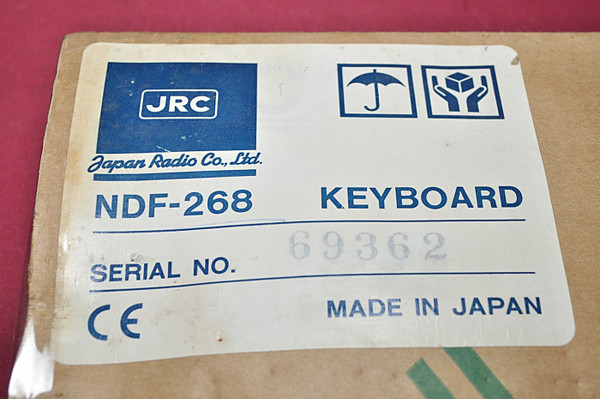 JRC
Japan Radio Co., Ltd.
NDF-268 KEYBOARD
SERIAL NO. 69362
CE MADE IN JAPAN